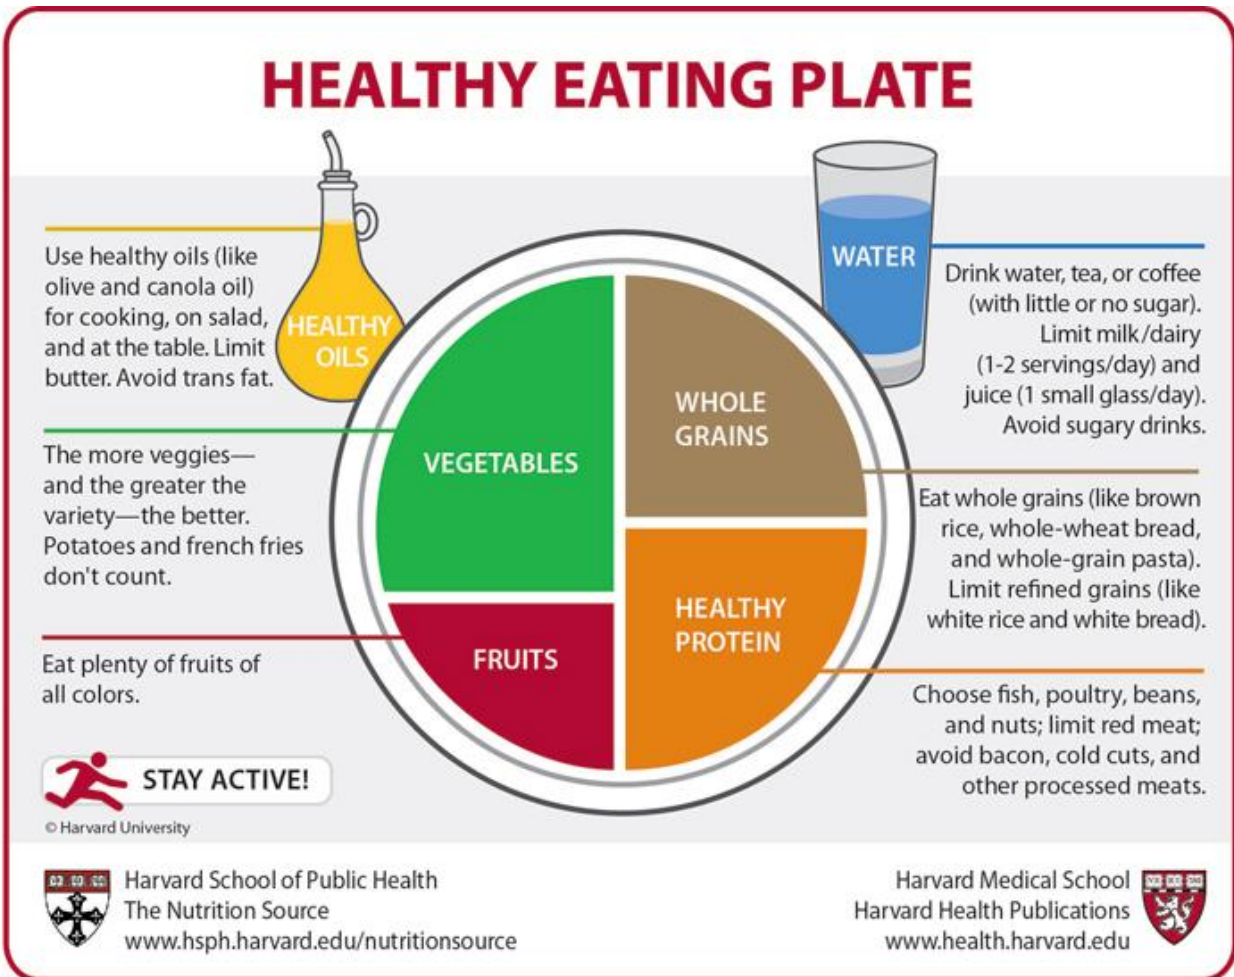 HEALTHY EATING PLATE
Use healthy oils (like
olive and canola oil)
for cooking, on salad,
and at the table. Limit
butter. Avoid trans fat.
HEALTHY
OILS
The more veggies—
and the greater the
variety—the better.
Potatoes and french fries
don't count.
Eat plenty of fruits of
all colors.
VEGETABLES
FRUITS
WHOLE
GRAINS
HEALTHY
PROTEIN
WATER
Drink water, tea, or coffee
(with little or no sugar).
Limit milk/dairy
(1-2 servings/day) and
juice (1 small glass/day).
Avoid sugary drinks.
Eat whole grains (like brown
rice, whole-wheat bread,
and whole-grain pasta).
Limit refined grains (like
white rice and white bread).
Choose fish, poultry, beans,
and nuts; limit red meat;
avoid bacon, cold cuts, and
other processed meats.
STAY ACTIVE!
© Harvard University
Harvard School of Public Health
The Nutrition Source
www.hsph.harvard.edu/nutritionsource
Harvard Medical School
Harvard Health Publications
www.health.harvard.edu